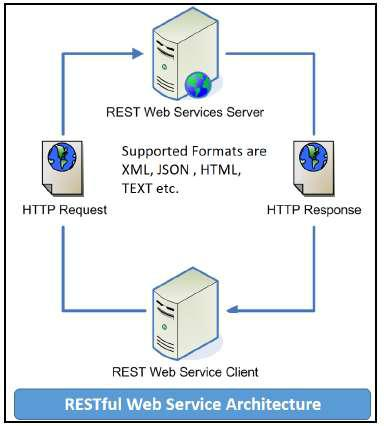 REST Web Services Server
Supported Formats are
XML, JSON , HTML,
TEXT etc.
HTTP Request
HTTP Response
REST Web Service Client
RESTful Web Service Architecture